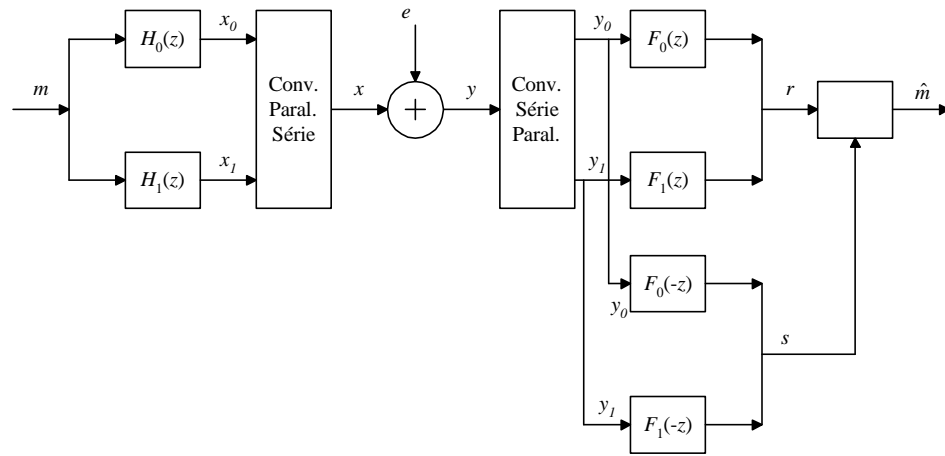 m
H₀(z)
x₀
H₁(z)
x₁
Conv.
Paral.
Série
x
e
+
y
Conv.
Série
Paral.
y₀
F₀(z)
y₁
F₁(z)
r
m̂
y₀
F₀(-z)
s
y₁
F₁(-z)